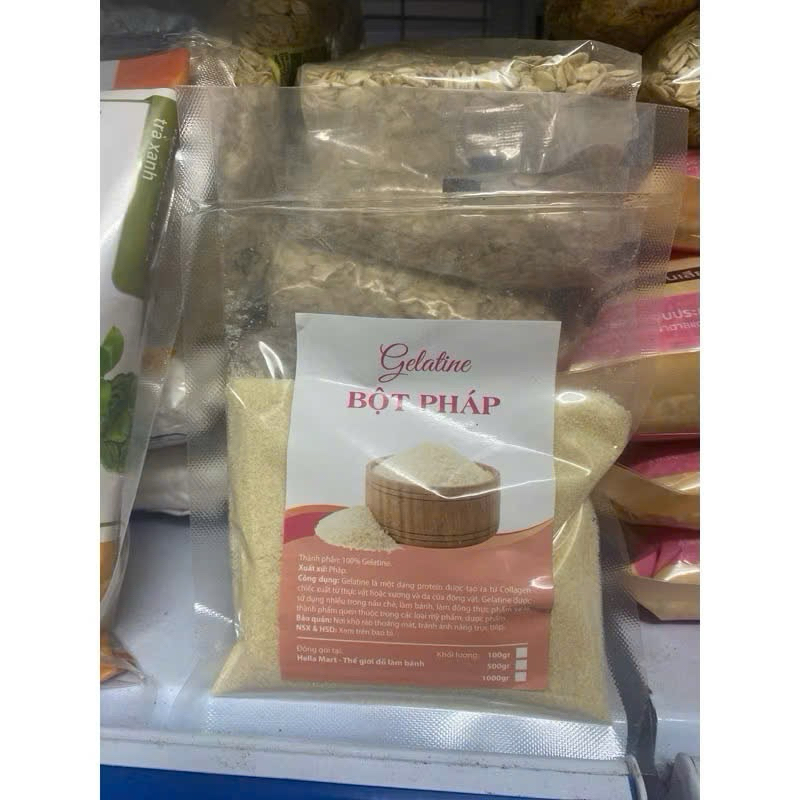 trà xanh
Gelatine
BỘT PHÁP
Thành phần: 100% Gelatine.
Xuất xứ: Pháp.
Công dụng: Gelatine là một dạng protein được tạo ra từ Collagen
chiếc xuất từ thực vật hoặc xương và da của động vật. Gelatine được
sử dụng nhiều trong nấu chè, làm bánh, làm đông thực phẩm và là
thành phần quen thuộc trong các loại mỹ phẩm, dược phẩm.
Bảo quản: Nơi khô ráo thoáng mát, tránh ánh nắng trực tiếp.
NSX & HSD: Xem trên bao bì.
Đóng gói tại:
Hella Mart - Thế giới đồ làm bánh
Khối lượng: 100gr
500gr
1000gr